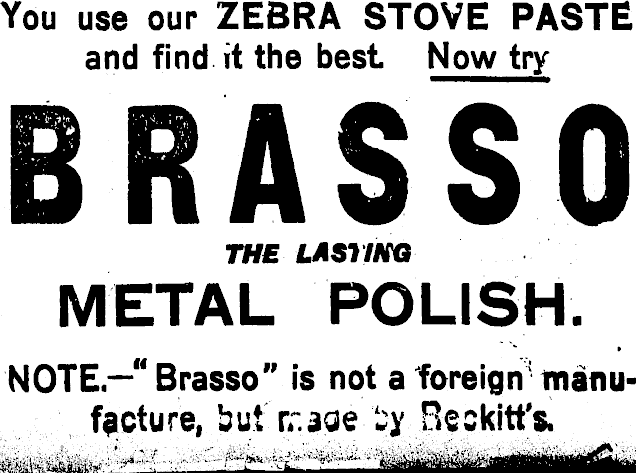 You use our ZEBRA STOVE PASTE
and find it the best. Now try
BRASSO
THE LASTING
METAL POLISH.
NOTE.—“Brasso” is not a foreign manu-
facture, but made by Reckitt's.